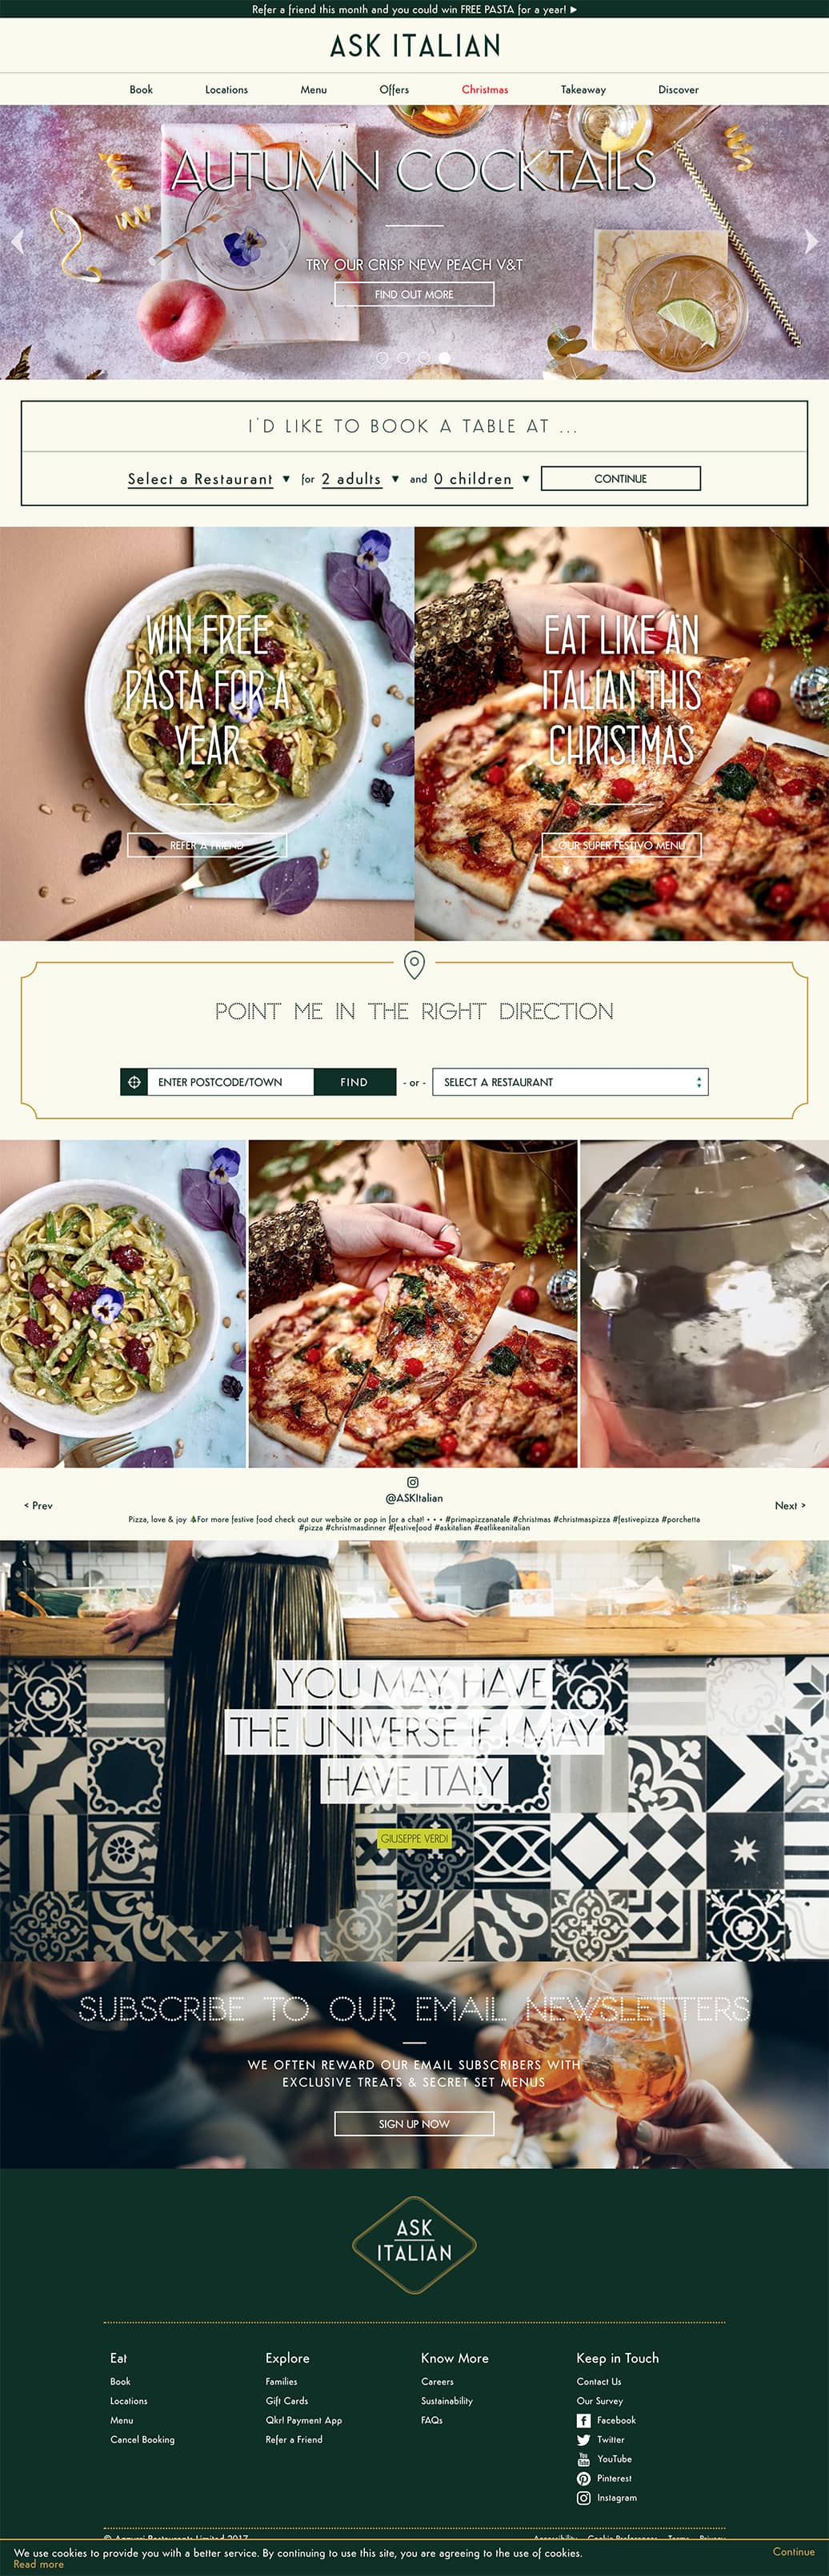 Refer a friend this month and you could win FREE PASTA for a year! ▶
ASK ITALIAN
Book Locations Menu Offers Christmas Takeaway Discover
AUTUMN COCKTAILS
TRY OUR CRISP NEW PEACH V&T
FIND OUT MORE
I'D LIKE TO BOOK A TABLE AT ...
Select a Restaurant ▼ for 2 adults ▼ and 0 children ▼ CONTINUE
WIN FREE
PASTA FOR A
YEAR
REFER A FRIEND
EAT LIKE AN
ITALIAN THIS
CHRISTMAS
OUR SUPER FESTIVO MENU
POINT ME IN THE RIGHT DIRECTION
ENTER POSTCODE/TOWN FIND - or - SELECT A RESTAURANT
@ASKItalian
< Prev Next >
Pizza, love & joy 🎄For more festive food check out our website or pop in for a chat! • • • #primapizzanatale #christmas #christmaspizza #festivepizza #porchetta
#pizza #christmasdinner #festivefood #askitalian #eatlikeanitalian
YOU MAY HAVE
THE UNIVERSE IF I MAY
HAVE ITALY
GIUSEPPE VERDI
SUBSCRIBE TO OUR EMAIL NEWSLETTERS
WE OFTEN REWARD OUR EMAIL SUBSCRIBERS WITH
EXCLUSIVE TREATS & SECRET SET MENUS
SIGN UP NOW
ASK
ITALIAN
Eat
Book
Locations
Menu
Cancel Booking
Explore
Families
Gift Cards
Qkr! Payment App
Refer a Friend
Know More
Careers
Sustainability
FAQs
Keep in Touch
Contact Us
Our Survey
Facebook
Twitter
YouTube
Pinterest
Instagram
© Azzurri Restaurants Limited 2017 Accessibility Cookie Preferences Terms Privacy
We use cookies to provide you with a better service. By continuing to use this site, you are agreeing to the use of cookies. Continue
Read more